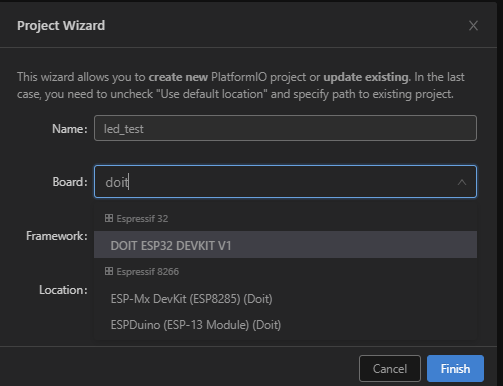 Project Wizard
This wizard allows you to create new PlatformIO project or update existing. In the last
case, you need to uncheck "Use default location" and specify path to existing project.
Name: led_test
Board: doit
Espressif 32
Framework:
DOIT ESP32 DEVKIT V1
Espressif 8266
Location:
ESP-Mx DevKit (ESP8285) (Doit)
ESPDuino (ESP-13 Module) (Doit)
Cancel Finish